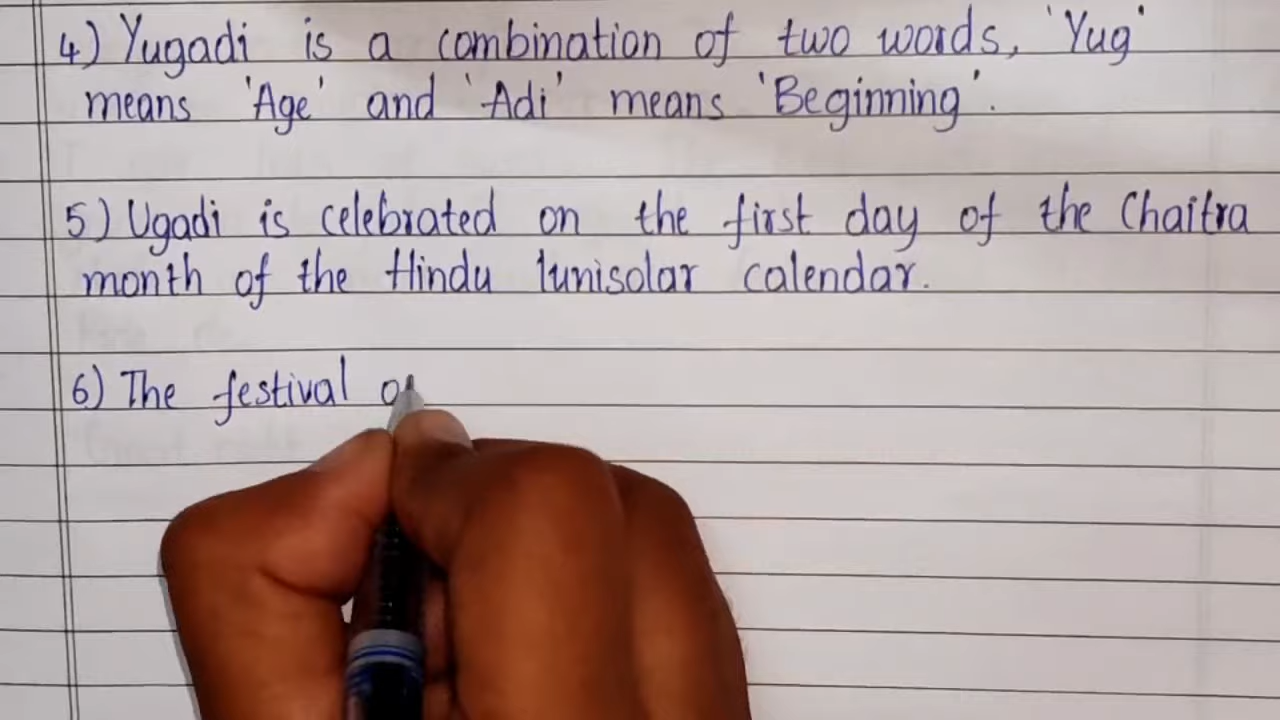 4) Yugadi is a combination of two words, 'Yug'
means 'Age' and 'Adi' means 'Beginning'.
5) Ugadi is celebrated on the first day of the Chaitra
month of the Hindu lunisolar calendar.
6) The festival